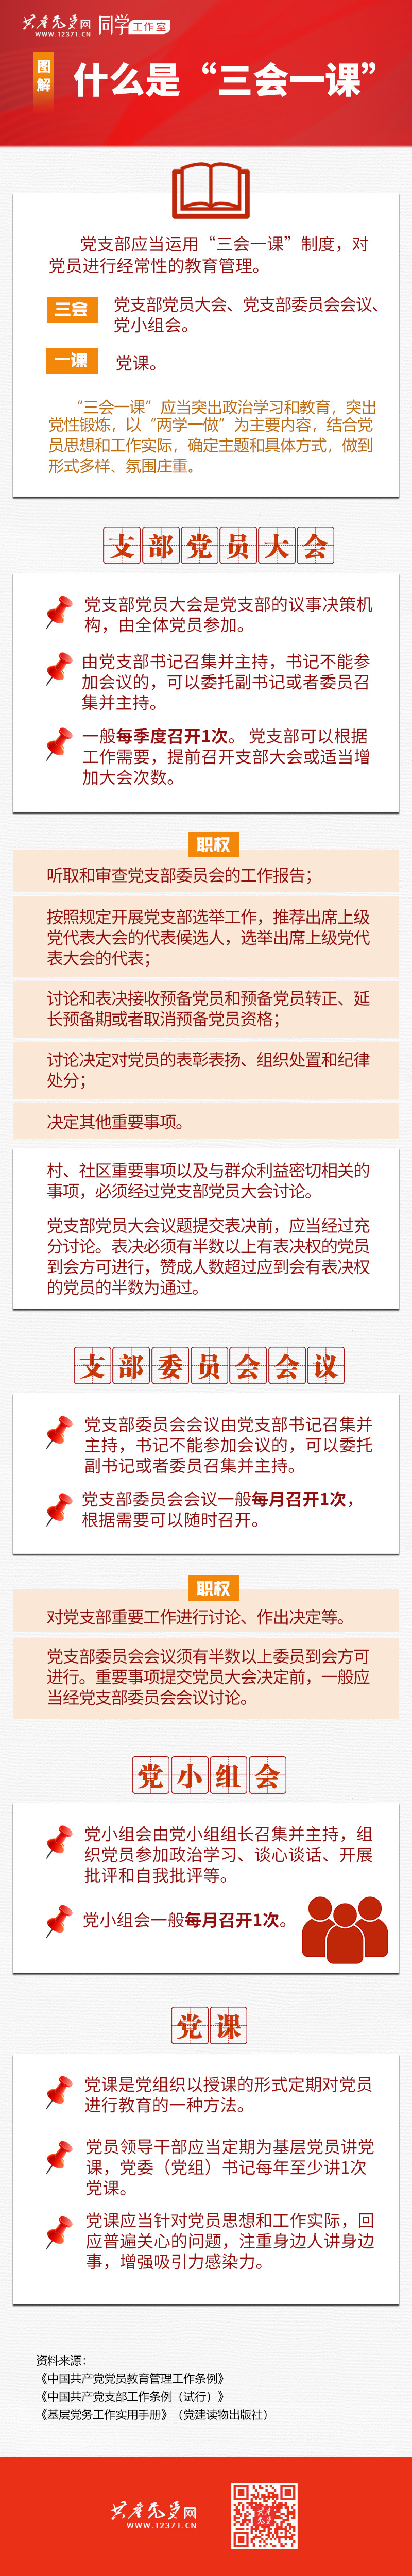 共产党员网 同学工作室
WWW.12371.CN
图解
什么是“三会一课”
党支部应当运用“三会一课”制度，对
党员进行经常性的教育管理。
三会
党支部党员大会、党支部委员会会议、
党小组会。
一课
党课。
“三会一课”应当突出政治学习和教育，突出
党性锻炼，以“两学一做”为主要内容，结合党
员思想和工作实际，确定主题和具体方式，做到
形式多样、氛围庄重。
支部党员大会
党支部党员大会是党支部的议事决策机
构，由全体党员参加。
由党支部书记召集并主持，书记不能参
加会议的，可以委托副书记或者委员召
集并主持。
一般每季度召开1次。党支部可以根据
工作需要，提前召开支部大会或适当增
加大会次数。
职权
听取和审查党支部委员会的工作报告；
按照规定开展党支部选举工作，推荐出席上级
党代表大会的代表候选人，选举出席上级党代
表大会的代表；
讨论和表决接收预备党员和预备党员转正、延
长预备期或者取消预备党员资格；
讨论决定对党员的表彰表扬、组织处置和纪律
处分；
决定其他重要事项。
村、社区重要事项以及与群众利益密切相关的
事项，必须经过党支部党员大会讨论。
党支部党员大会议题提交表决前，应当经过充
分讨论。表决必须有半数以上有表决权的党员
到会方可进行，赞成人数超过应到会有表决权
的党员的半数为通过。
支部委员会会议
党支部委员会会议由党支部书记召集并
主持，书记不能参加会议的，可以委托
副书记或者委员召集并主持。
党支部委员会会议一般每月召开1次，
根据需要可以随时召开。
职权
对党支部重要工作进行讨论、作出决定等。
党支部委员会会议须有半数以上委员到会方可
进行。重要事项提交党员大会决定前，一般应
当经党支部委员会会议讨论。
党小组会
党小组会由党小组组长召集并主持，组
织党员参加政治学习、谈心谈话、开展
批评和自我批评等。
党小组会一般每月召开1次。
党课
党课是党组织以授课的形式定期对党员
进行教育的一种方法。
党员领导干部应当定期为基层党员讲党
课，党委（党组）书记每年至少讲1次
党课。
党课应当针对党员思想和工作实际，回
应普遍关心的问题，注重身边人讲身边
事，增强吸引力感染力。
资料来源：
《中国共产党党员教育管理工作条例》
《中国共产党支部工作条例（试行）》
《基层党务工作实用手册》（党建读物出版社）
共产党员网
WWW.12371.CN